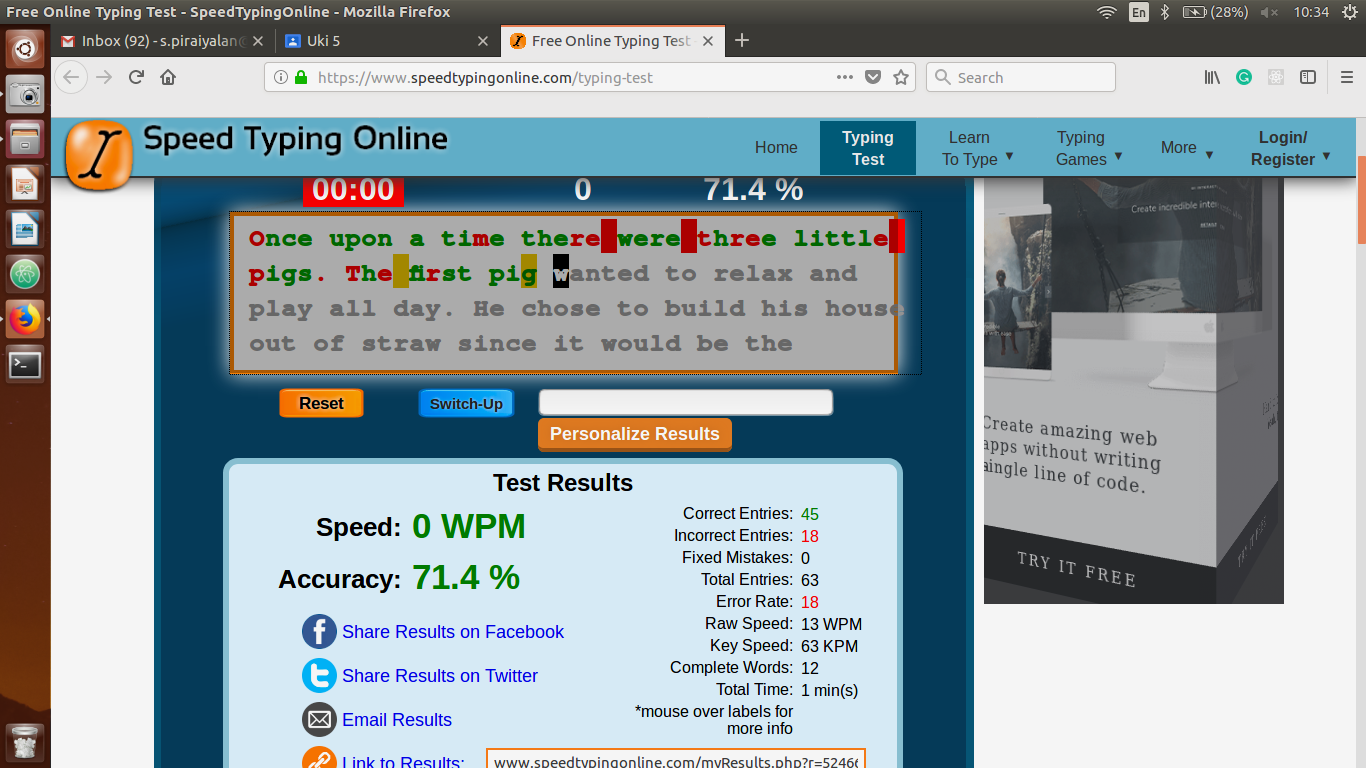 Free Online Typing Test - SpeedTypingOnline - Mozilla Firefox
En
(28%)
10:34
Inbox (92) - s.piraiyalan@
Uki 5
Free Online Typing Test -
https://www.speedtypingonline.com/typing-test
Search
Speed Typing Online
Home
Typing Test
Learn To Type
Typing Games
More
Login/ Register
00:00
0
71.4 %
Once upon a time there were three little
pigs. The first pig wanted to relax and
play all day. He chose to build his house
out of straw since it would be the
Reset
Switch-Up
Personalize Results
Test Results
Speed: 0 WPM
Accuracy: 71.4 %
Share Results on Facebook
Share Results on Twitter
Email Results
Link to Results:
Correct Entries: 45
Incorrect Entries: 18
Fixed Mistakes: 0
Total Entries: 63
Error Rate: 18
Raw Speed: 13 WPM
Key Speed: 63 KPM
Complete Words: 12
Total Time: 1 min(s)
*mouse over labels for
more info
www.speedtypingonline.com/myResults.php?r=52466
Create incredible
Create amazing web
apps without writing
single line of code.
TRY IT FREE